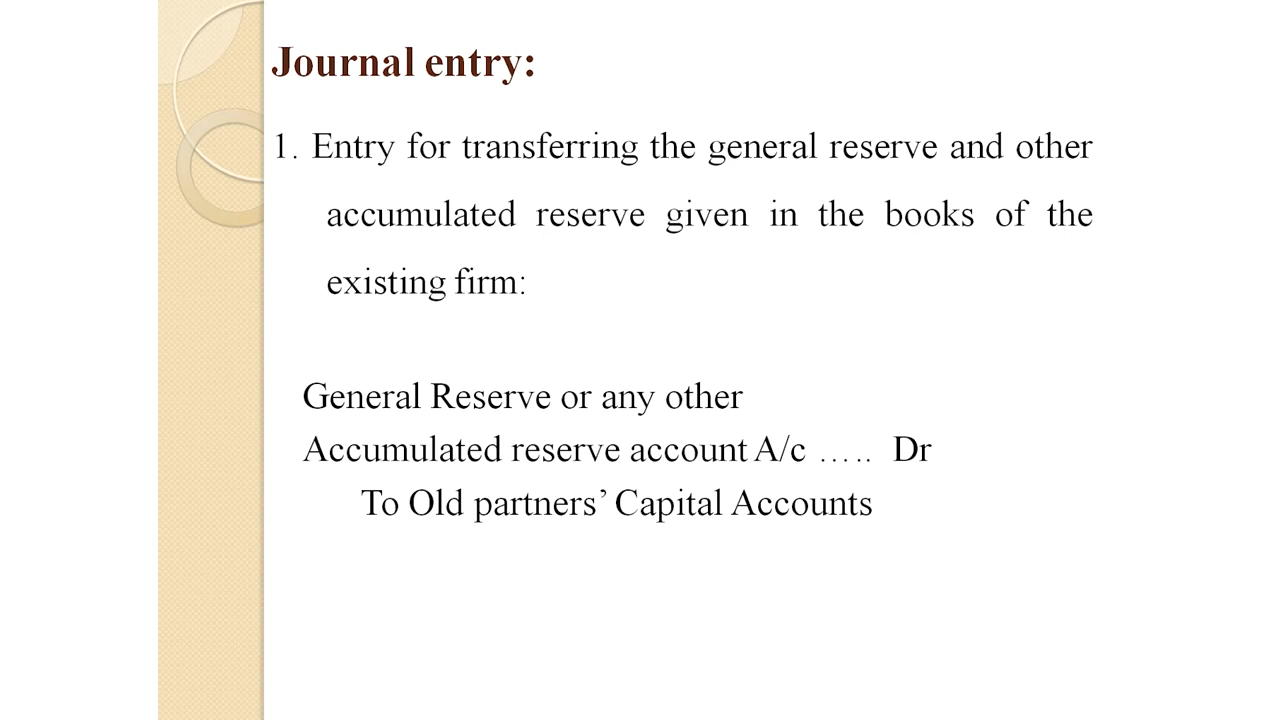 Journal entry:
1. Entry for transferring the general reserve and other
accumulated reserve given in the books of the
existing firm:
General Reserve or any other
Accumulated reserve account A/c ..... Dr
To Old partners’ Capital Accounts